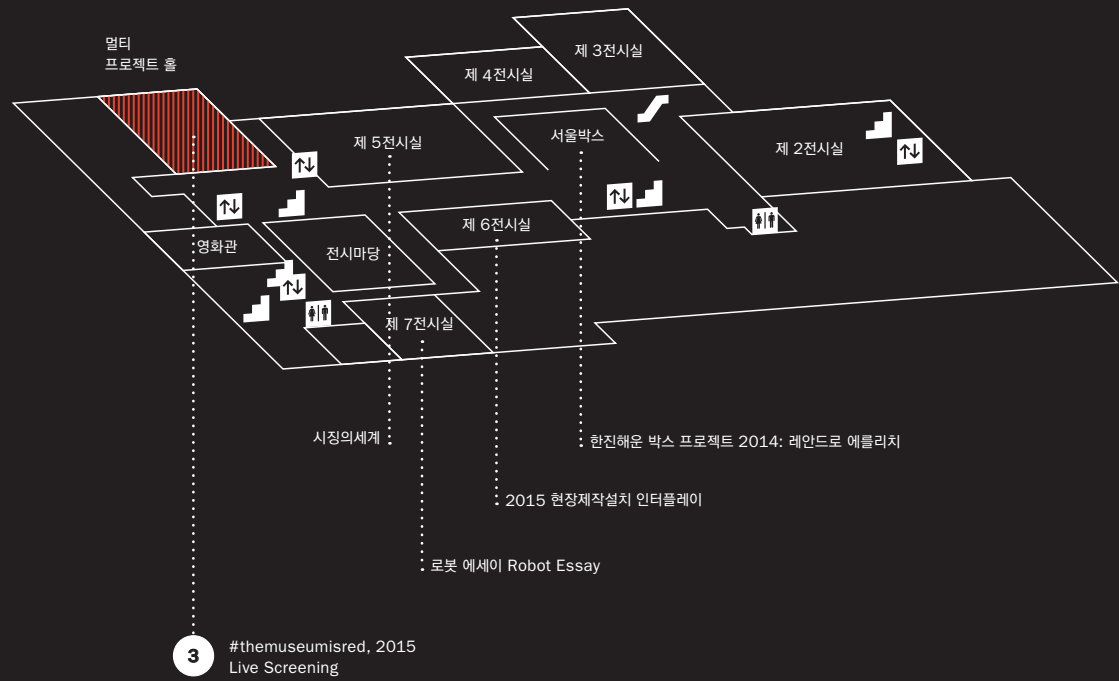 멀티
프로젝트 홀
제 3전시실
제 4전시실
제 5전시실
서울박스
제 2전시실
제 6전시실
영화관
전시마당
제 7전시실
시징의세계
한진해운 박스 프로젝트 2014: 레안드로 에를리치
2015 현장제작설치 인터플레이
로봇 에세이 Robot Essay
3
#themuseumisred, 2015
Live Screening